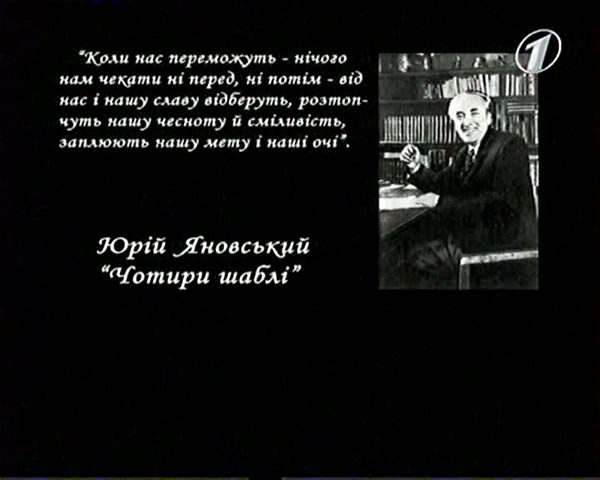 “Коли нас переможуть - нічого
нам чекати ні перед, ні потім - від
нас і нашу славу відберуть, розтоп-
чуть нашу чесноту й сміливість,
заплюють нашу мету і наші очі”.
Юрій Яновський
“Чотири шаблі”
1